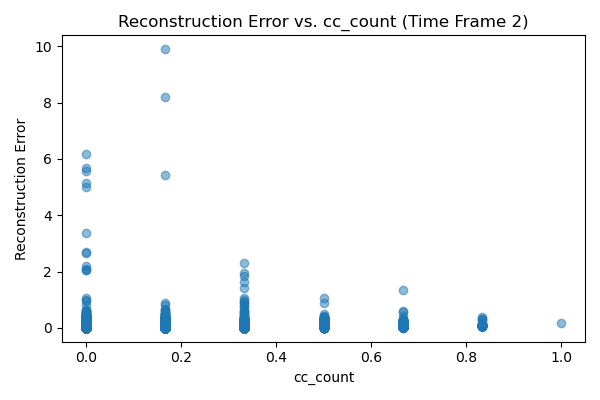 Reconstruction Error vs. cc_count (Time Frame 2)
10
8
6
4
2
0
Reconstruction Error
0.0 0.2 0.4 0.6 0.8 1.0
cc_count